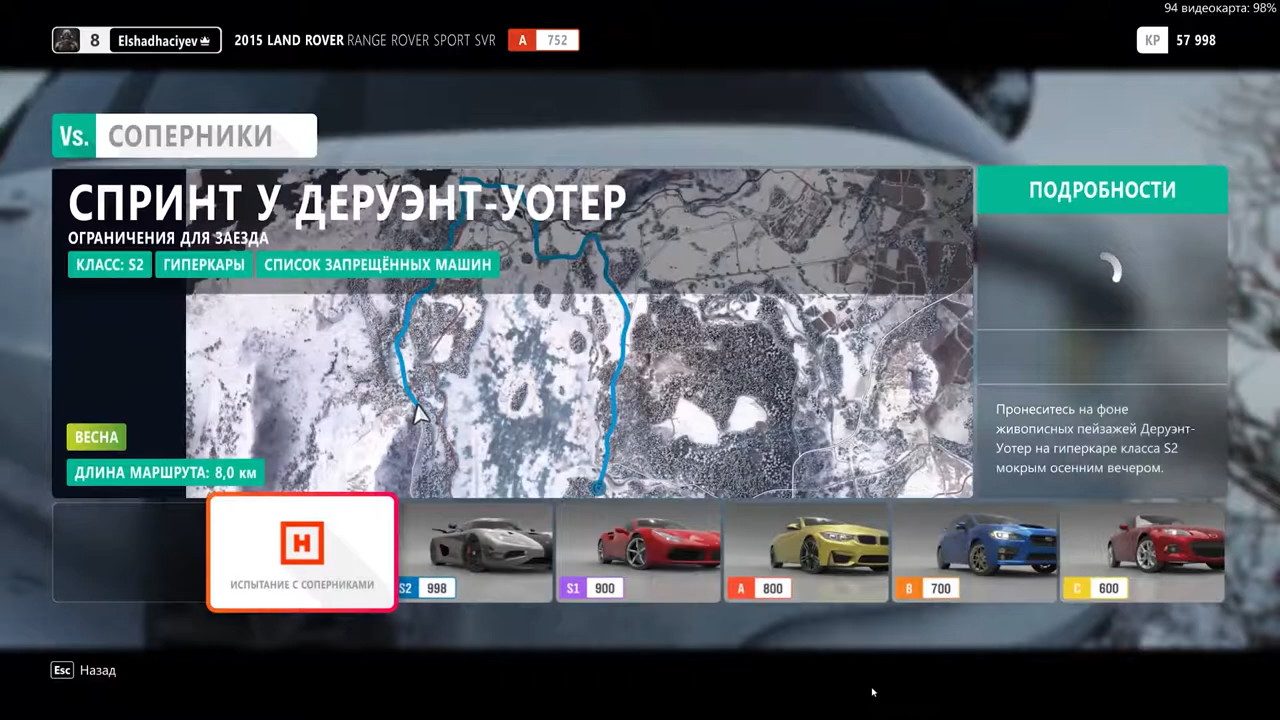 94 видеокарта: 98%
8 Elshadhaciyev 2015 LAND ROVER RANGE ROVER SPORT SVR A 752 КР 57 998
Vs. СОПЕРНИКИ
СПРИНТ У ДЕРУЭНТ-УОТЕР
ОГРАНИЧЕНИЯ ДЛЯ ЗАЕЗДА
КЛАСС: S2 ГИПЕРКАРЫ СПИСОК ЗАПРЕЩЁННЫХ МАШИН
ВЕСНА
ДЛИНА МАРШРУТА: 8,0 км
ПОДРОБНОСТИ
Пронеситесь на фоне
живописных пейзажей Деруэнт-
Уотер на гиперкаре класса S2
мокрым осенним вечером.
H
ИСПЫТАНИЕ С СОПЕРНИКАМИ
S2 998 S1 900 A 800 B 700 C 600
Esc Назад